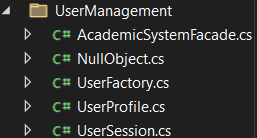 UserManagement
C# AcademicSystemFacade.cs
C# NullObject.cs
C# UserFactory.cs
C# UserProfile.cs
C# UserSession.cs